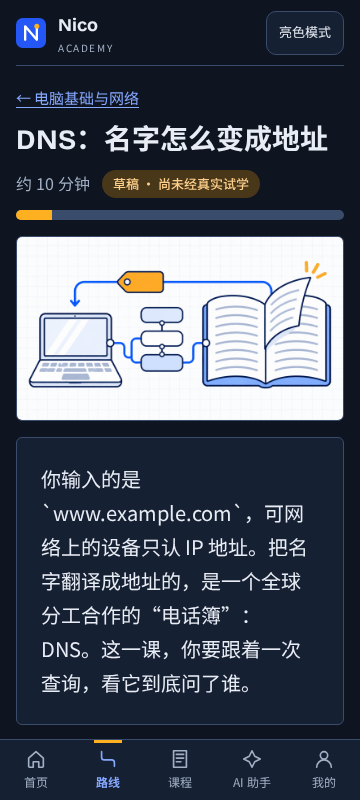 Nico
ACADEMY
亮色模式
← 电脑基础与网络
DNS：名字怎么变成地址
约 10 分钟
草稿 · 尚未经真实试学
你输入的是
`www.example.com`，可网
络上的设备只认 IP 地址。把名
字翻译成地址的，是一个全球
分工合作的“电话簿”：
DNS。这一课，你要跟着一次
查询，看它到底问了谁。
首页
路线
课程
AI 助手
我的